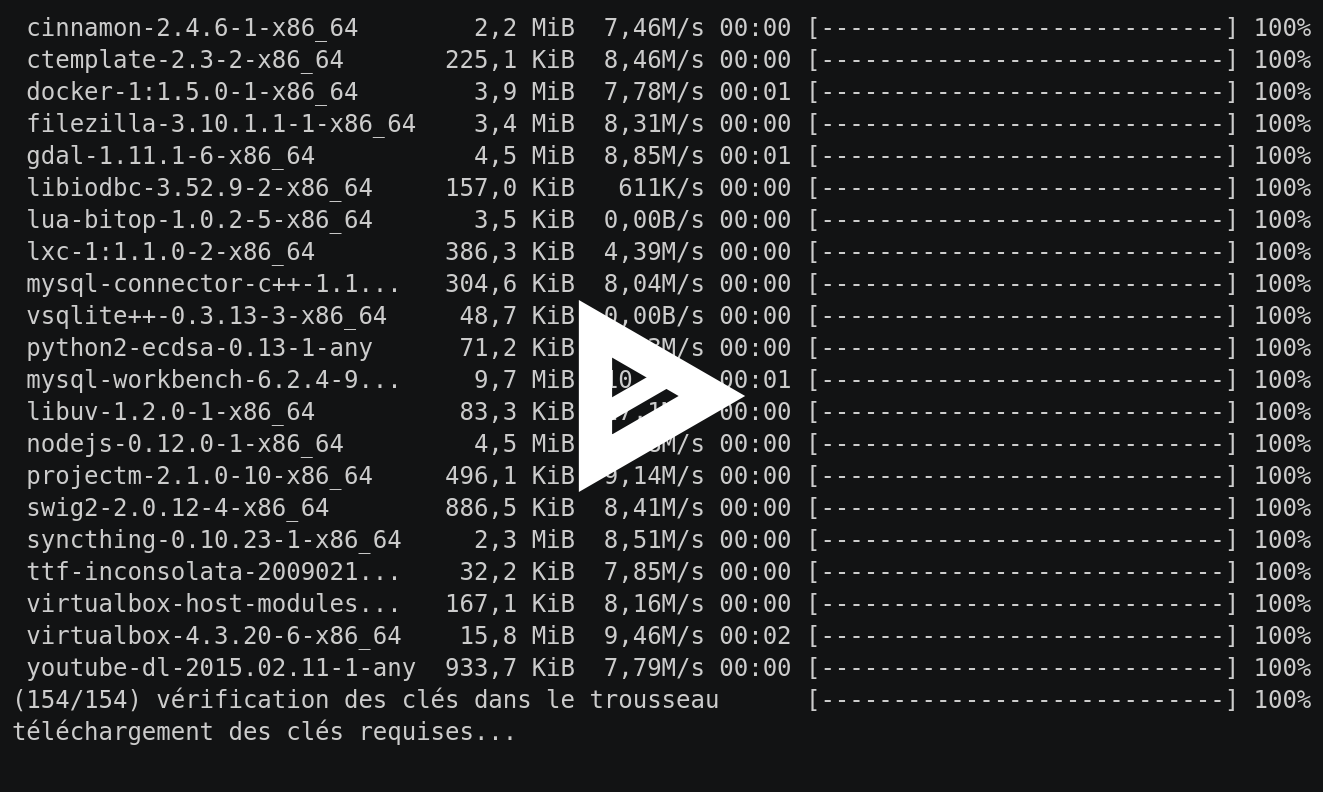 cinnamon-2.4.6-1-x86_64 2,2 MiB 7,46M/s 00:00 [----------------------------] 100%
ctemplate-2.3-2-x86_64 225,1 KiB 8,46M/s 00:00 [----------------------------] 100%
docker-1:1.5.0-1-x86_64 3,9 MiB 7,78M/s 00:01 [----------------------------] 100%
filezilla-3.10.1.1-1-x86_64 3,4 MiB 8,31M/s 00:00 [----------------------------] 100%
gdal-1.11.1-6-x86_64 4,5 MiB 8,85M/s 00:01 [----------------------------] 100%
libiodbc-3.52.9-2-x86_64 157,0 KiB 611K/s 00:00 [----------------------------] 100%
lua-bitop-1.0.2-5-x86_64 3,5 KiB 0,00B/s 00:00 [----------------------------] 100%
lxc-1:1.1.0-2-x86_64 386,3 KiB 4,39M/s 00:00 [----------------------------] 100%
mysql-connector-c++-1.1... 304,6 KiB 8,04M/s 00:00 [----------------------------] 100%
vsqlite++-0.3.13-3-x86_64 48,7 KiB 0,00B/s 00:00 [----------------------------] 100%
python2-ecdsa-0.13-1-any 71,2 KiB 00:00 [----------------------------] 100%
mysql-workbench-6.2.4-9... 9,7 MiB 00:01 [----------------------------] 100%
libuv-1.2.0-1-x86_64 83,3 KiB 00:00 [----------------------------] 100%
nodejs-0.12.0-1-x86_64 4,5 MiB 00:00 [----------------------------] 100%
projectm-2.1.0-10-x86_64 496,1 KiB 9,14M/s 00:00 [----------------------------] 100%
swig2-2.0.12-4-x86_64 886,5 KiB 8,41M/s 00:00 [----------------------------] 100%
syncthing-0.10.23-1-x86_64 2,3 MiB 8,51M/s 00:00 [----------------------------] 100%
ttf-inconsolata-2009021... 32,2 KiB 7,85M/s 00:00 [----------------------------] 100%
virtualbox-host-modules... 167,1 KiB 8,16M/s 00:00 [----------------------------] 100%
virtualbox-4.3.20-6-x86_64 15,8 MiB 9,46M/s 00:02 [----------------------------] 100%
youtube-dl-2015.02.11-1-any 933,7 KiB 7,79M/s 00:00 [----------------------------] 100%
(154/154) vérification des clés dans le trousseau [----------------------------] 100%
téléchargement des clés requises...